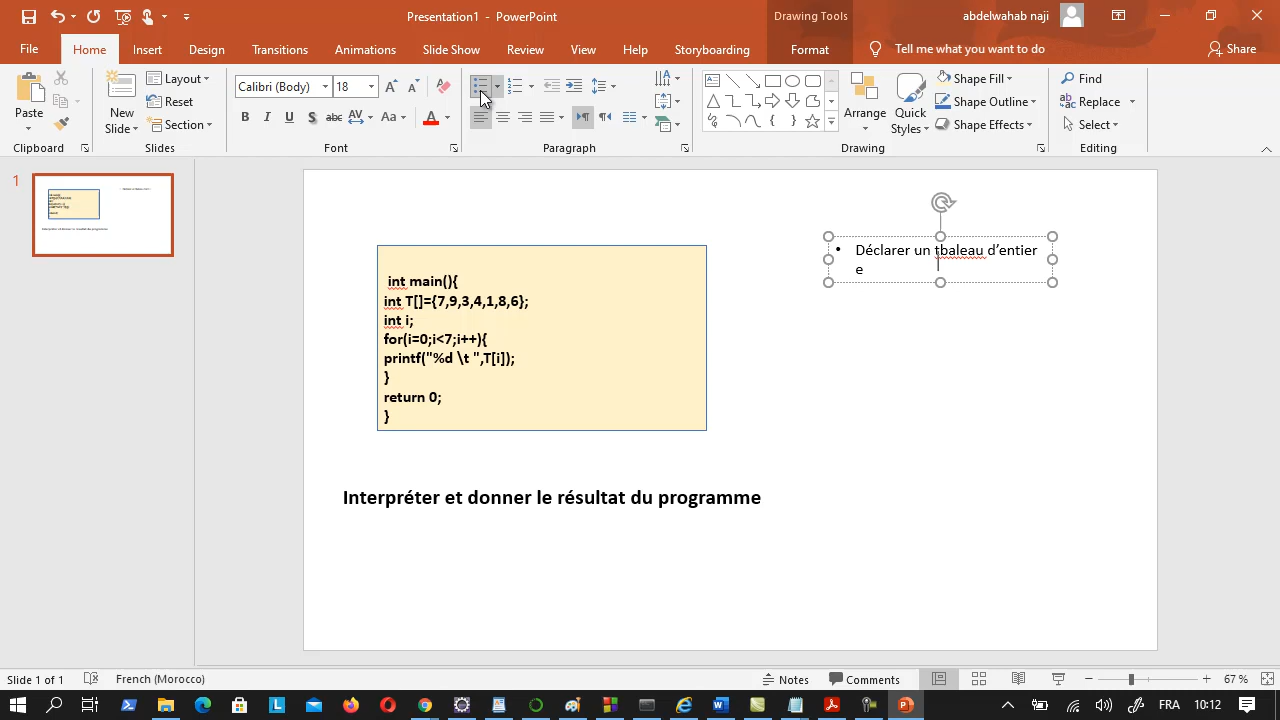 Presentation1 - PowerPoint
Drawing Tools
abdelwahab naji
File Home Insert Design Transitions Animations Slide Show Review View Help Storyboarding Format Tell me what you want to do Share
Paste
New Slide
Layout
Reset
Section
Calibri (Body) 18
B I U S abc AV Aa A
Arrange
Quick Styles
Shape Fill
Shape Outline
Shape Effects
Find
Replace
Select
Clipboard Slides Font Paragraph Drawing Editing
1
int main(){
int T[]={7,9,3,4,1,8,6};
int i;
for(i=0;i<7;i++){
printf("%d \t ",T[i]);
}
return 0;
}
• Déclarer un tbaleau d’entier
e
Interpréter et donner le résultat du programme
Slide 1 of 1 French (Morocco) Notes Comments 67 %
FRA 10:12